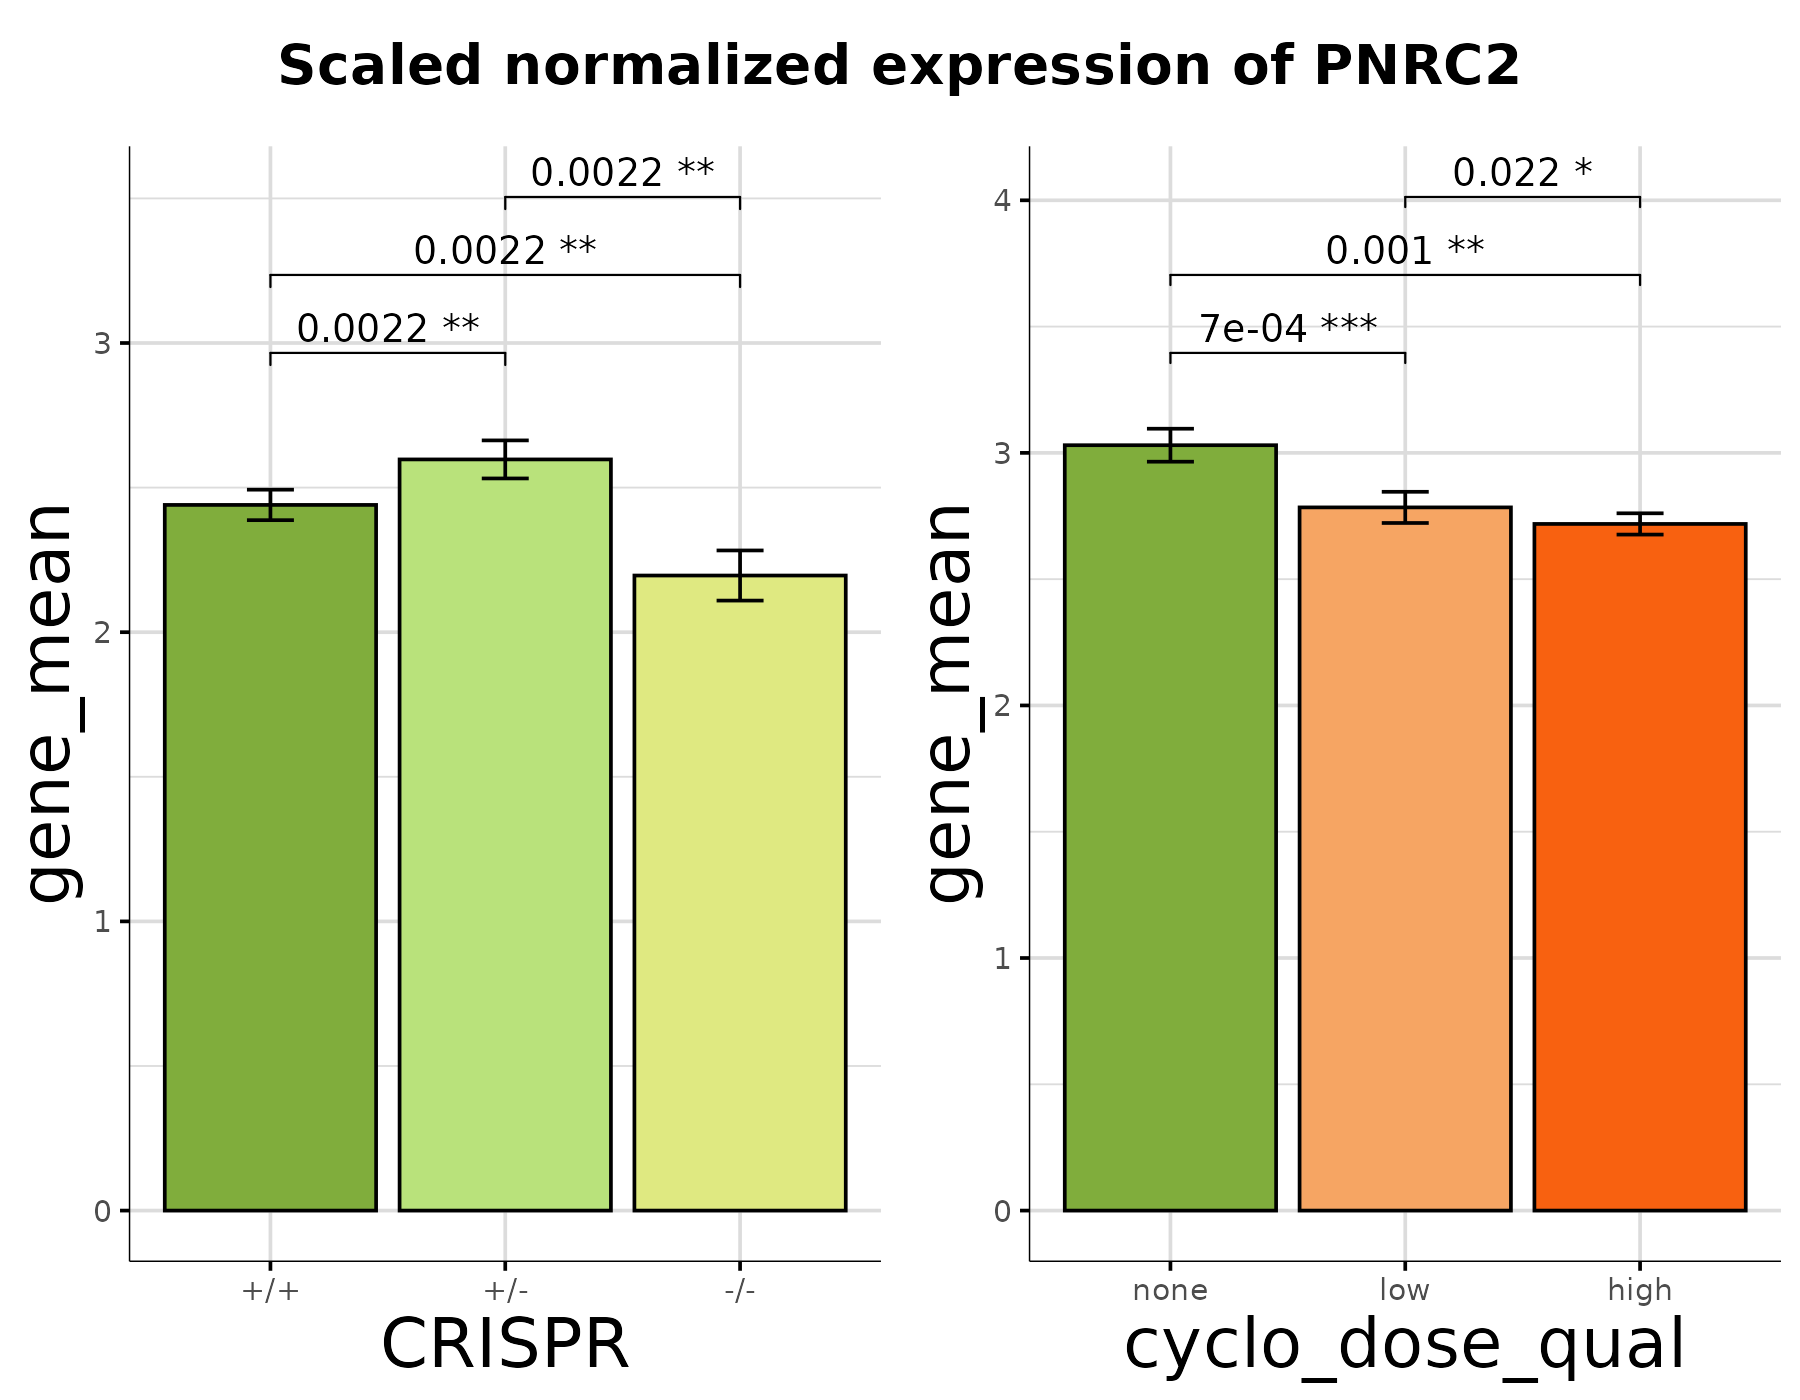 Scaled normalized expression of PNRC2
0.0022 **
0.0022 **
0.0022 **
3
2
1
0
gene_mean
+/+
+/-
-/-
CRISPR
0.022 *
0.001 **
7e-04 ***
4
3
2
1
0
gene_mean
none
low
high
cyclo_dose_qual